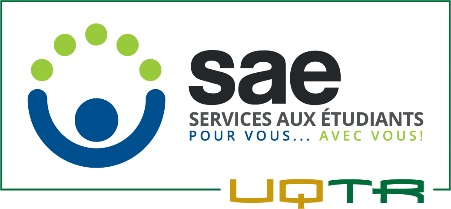 sae
SERVICES AUX ÉTUDIANTS
POUR VOUS... AVEC VOUS!
UQTR